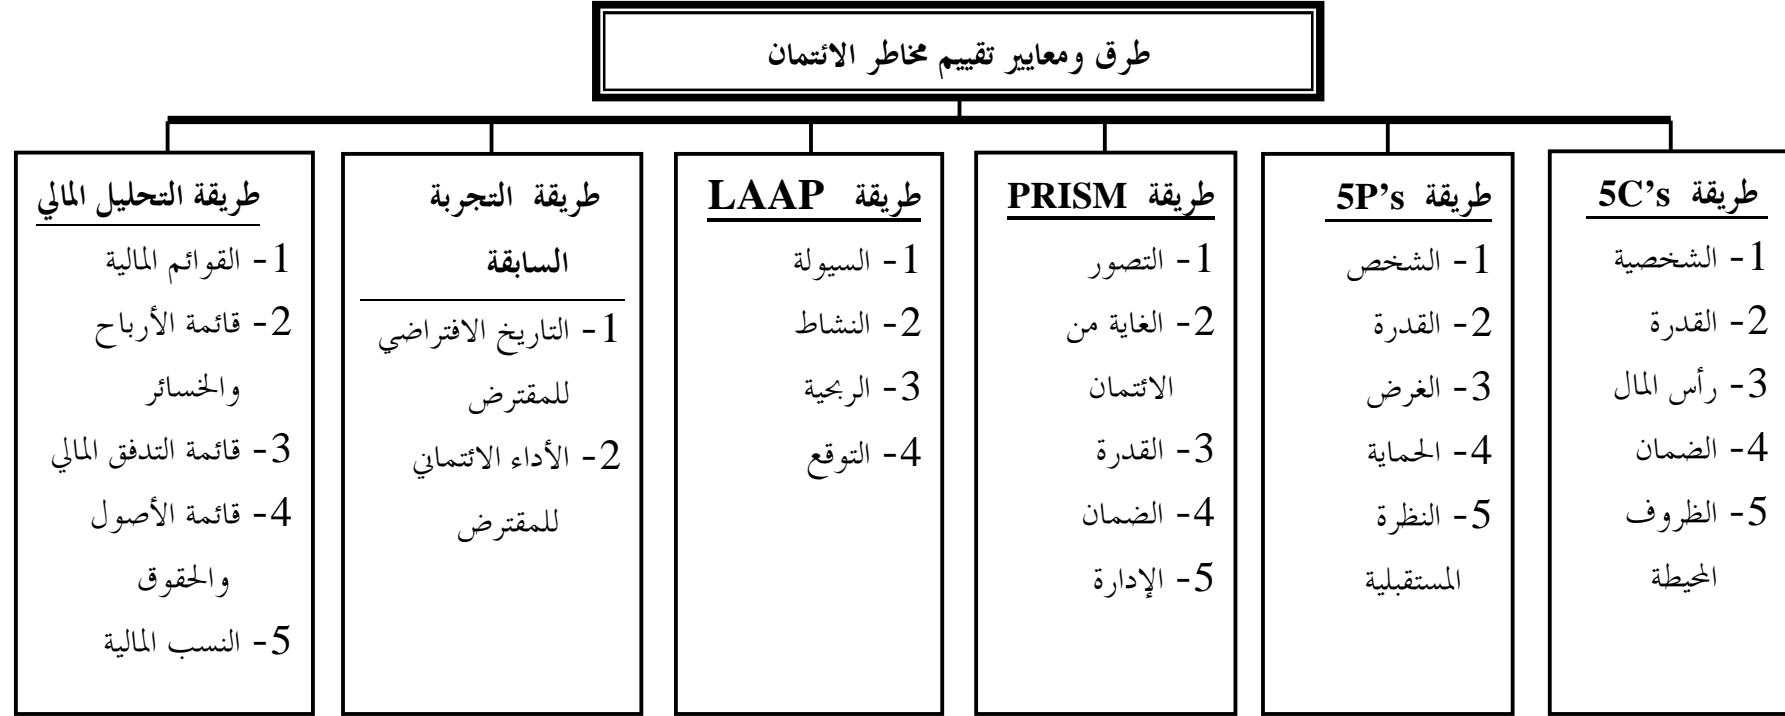 طرق ومعايير تقييم مخاطر الائتمان
طريقة 5C's
1- الشخصية
2- القدرة
3- رأس المال
4- الضمان
5- الظروف
المحيطة
طريقة 5P's
1- الشخص
2- القدرة
3- الغرض
4- الحماية
5- النظرة
المستقبلية
طريقة PRISM
1- التصور
2- الغاية من
الائتمان
3- القدرة
4- الضمان
5- الإدارة
طريقة LAAP
1- السيولة
2- النشاط
3- الربحية
4- التوقع
طريقة التجربة
السابقة
1- التاريخ الافتراضي
للمقترض
2- الأداء الائتماني
للمقترض
طريقة التحليل المالي
1- القوائم المالية
2- قائمة الأرباح
والخسائر
3- قائمة التدفق المالي
4- قائمة الأصول
والحقوق
5- النسب المالية